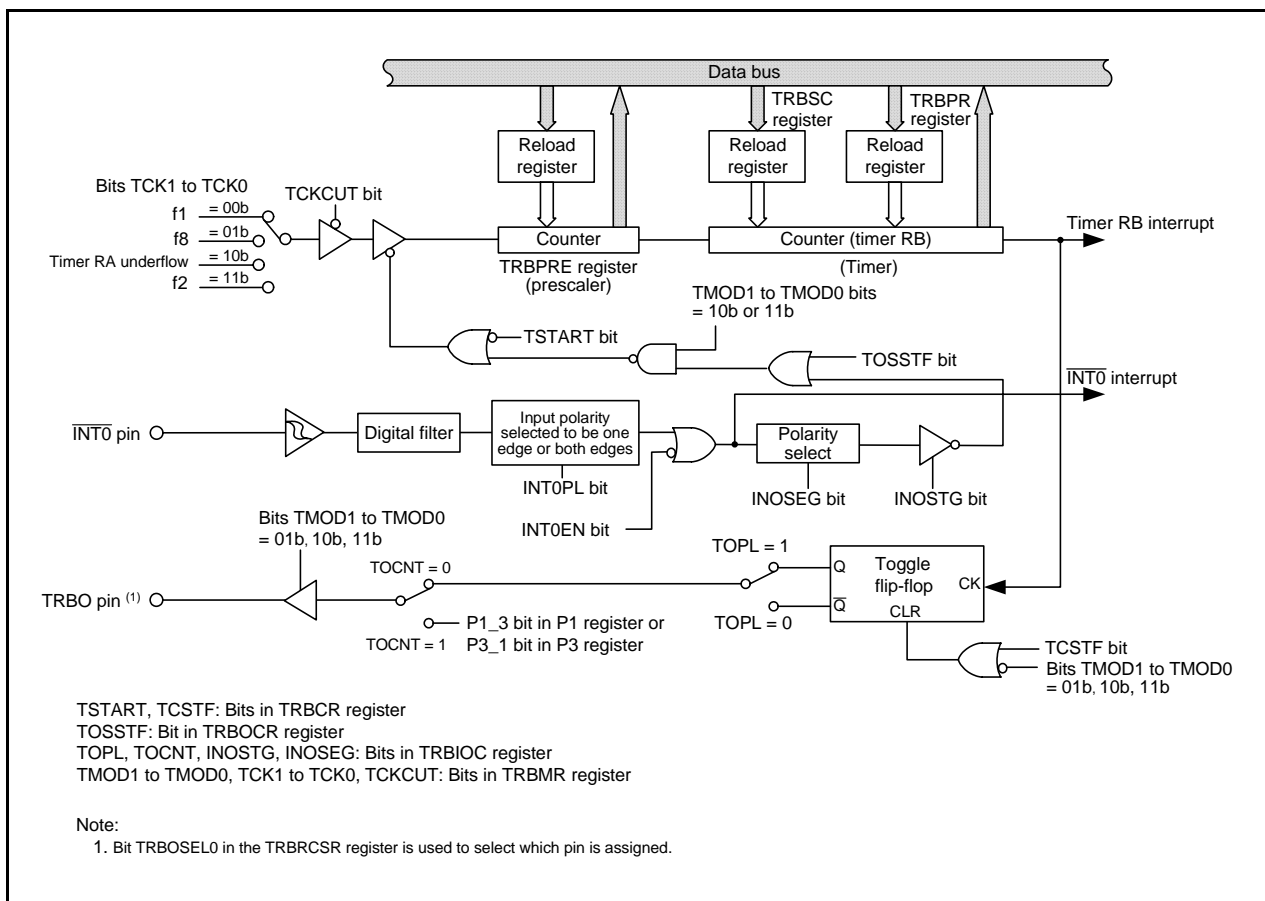 Data bus
TRBSC
register
TRBPR
register
Reload
register
Reload
register
Reload
register
Bits TCK1 to TCK0
TCKCUT bit
f1
= 00b
f8
= 01b
Timer RA underflow
= 10b
f2
= 11b
Counter
TRBPRE register
(prescaler)
Counter (timer RB)
(Timer)
Timer RB interrupt
TMOD1 to TMOD0 bits
= 10b or 11b
TSTART bit
TOSSTF bit
INT0 interrupt
INT0 pin
Digital filter
Input polarity
selected to be one
edge or both edges
Polarity
select
INT0PL bit
INOSEG bit
INOSTG bit
INT0EN bit
Bits TMOD1 to TMOD0
= 01b, 10b, 11b
TOCNT = 0
TOPL = 1
Q
Toggle
flip-flop
CK
Q
CLR
TRBO pin (1)
TOPL = 0
P1_3 bit in P1 register or
TOCNT = 1
P3_1 bit in P3 register
TCSTF bit
Bits TMOD1 to TMOD0
= 01b, 10b, 11b
TSTART, TCSTF: Bits in TRBCR register
TOSSTF: Bit in TRBOCR register
TOPL, TOCNT, INOSTG, INOSEG: Bits in TRBIOC register
TMOD1 to TMOD0, TCK1 to TCK0, TCKCUT: Bits in TRBMR register
Note:
1. Bit TRBOSEL0 in the TRBRCSR register is used to select which pin is assigned.